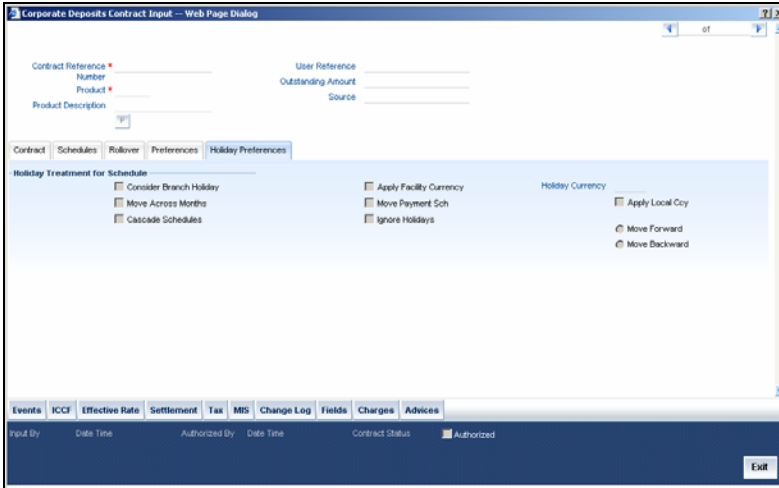 Corporate Deposits Contract Input -- Web Page Dialog
of
Contract Reference * User Reference
Number Outstanding Amount
Product * Source
Product Description
Contract Schedules Rollover Preferences Holiday Preferences
Holiday Treatment for Schedule
Consider Branch Holiday Apply Facility Currency Holiday Currency
Move Across Months Move Payment Sch Apply Local Ccy
Cascade Schedules Ignore Holidays
Move Forward
Move Backward
Events ICCF Effective Rate Settlement Tax MIS Change Log Fields Charges Advices
Input By Date Time Authorized By Date Time Contract Status Authorized
Exit